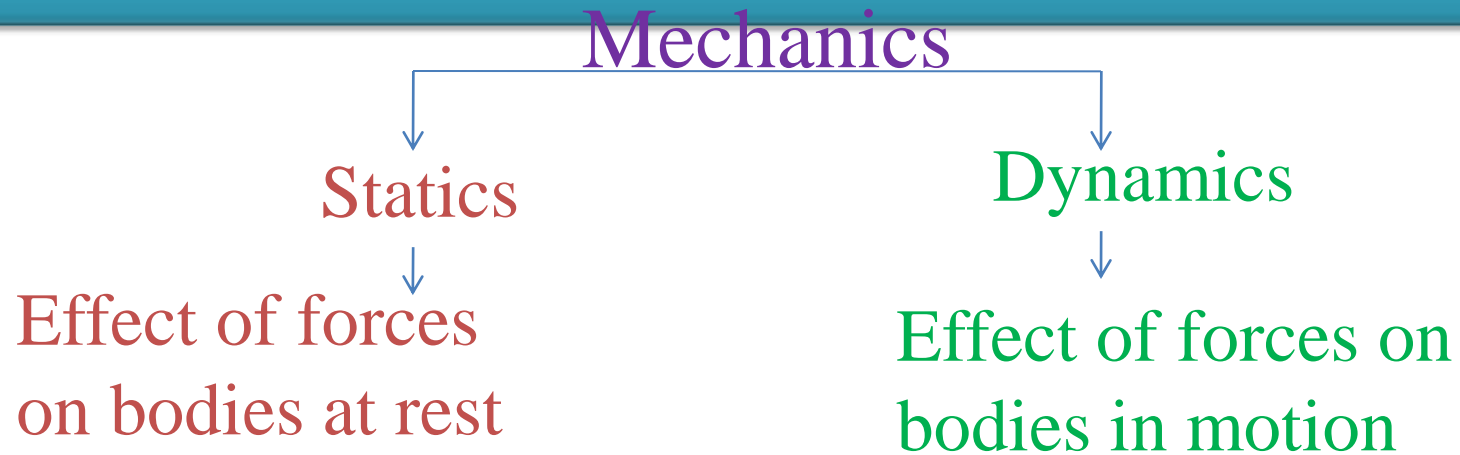 Mechanics
Statics
Dynamics
Effect of forces
on bodies at rest
Effect of forces on
bodies in motion